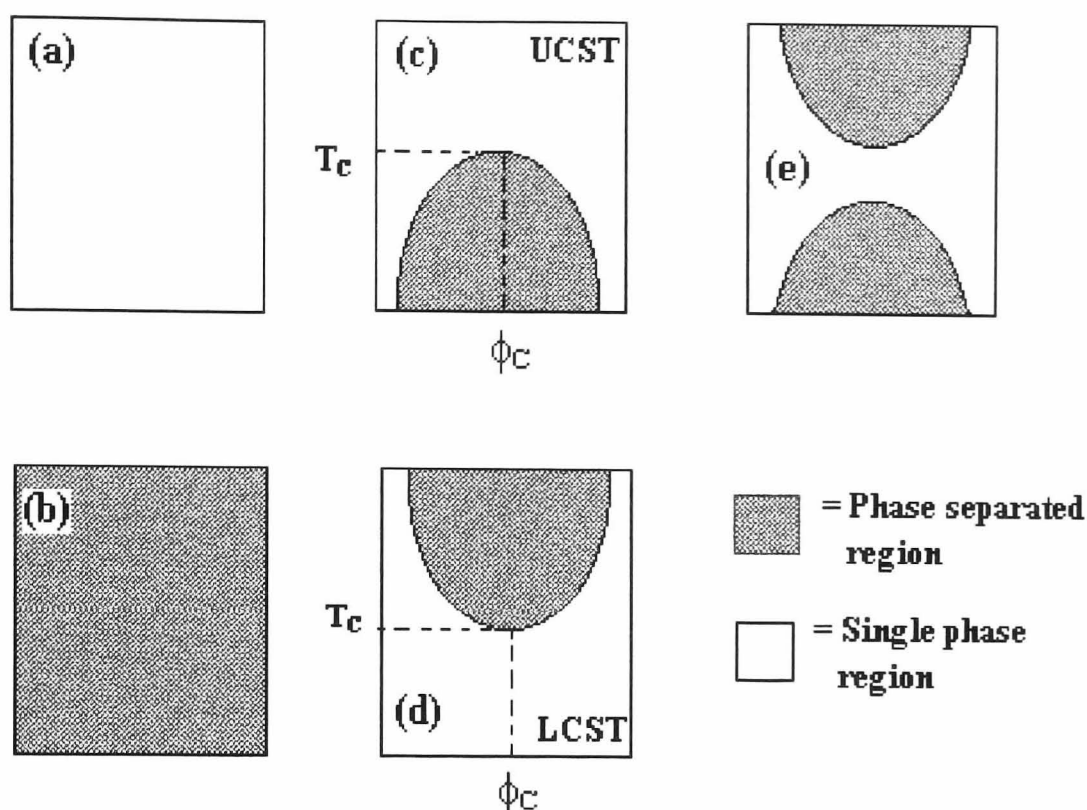 (a)
(c)
UCST
Tc
ϕC
(e)
(b)
Tc
(d)
LCST
ϕC
= Phase separated
region
= Single phase
region